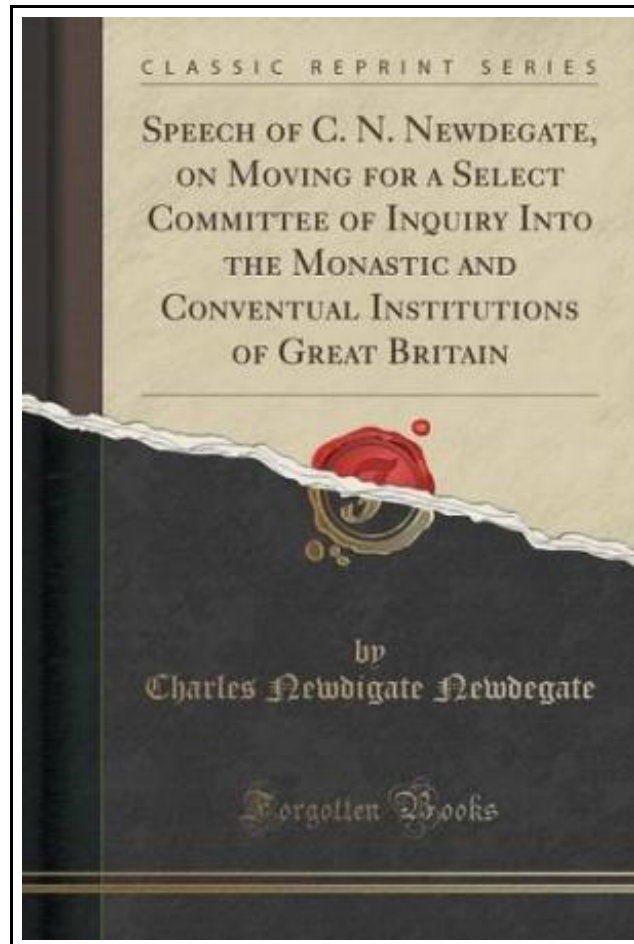 CLASSIC REPRINT SERIES
SPEECH OF C. N. NEWDEGATE,
ON MOVING FOR A SELECT
COMMITTEE OF INQUIRY INTO
THE MONASTIC AND
CONVENTUAL INSTITUTIONS
OF GREAT BRITAIN
by
Charles Newdigate Newdegate
Forgotten Books